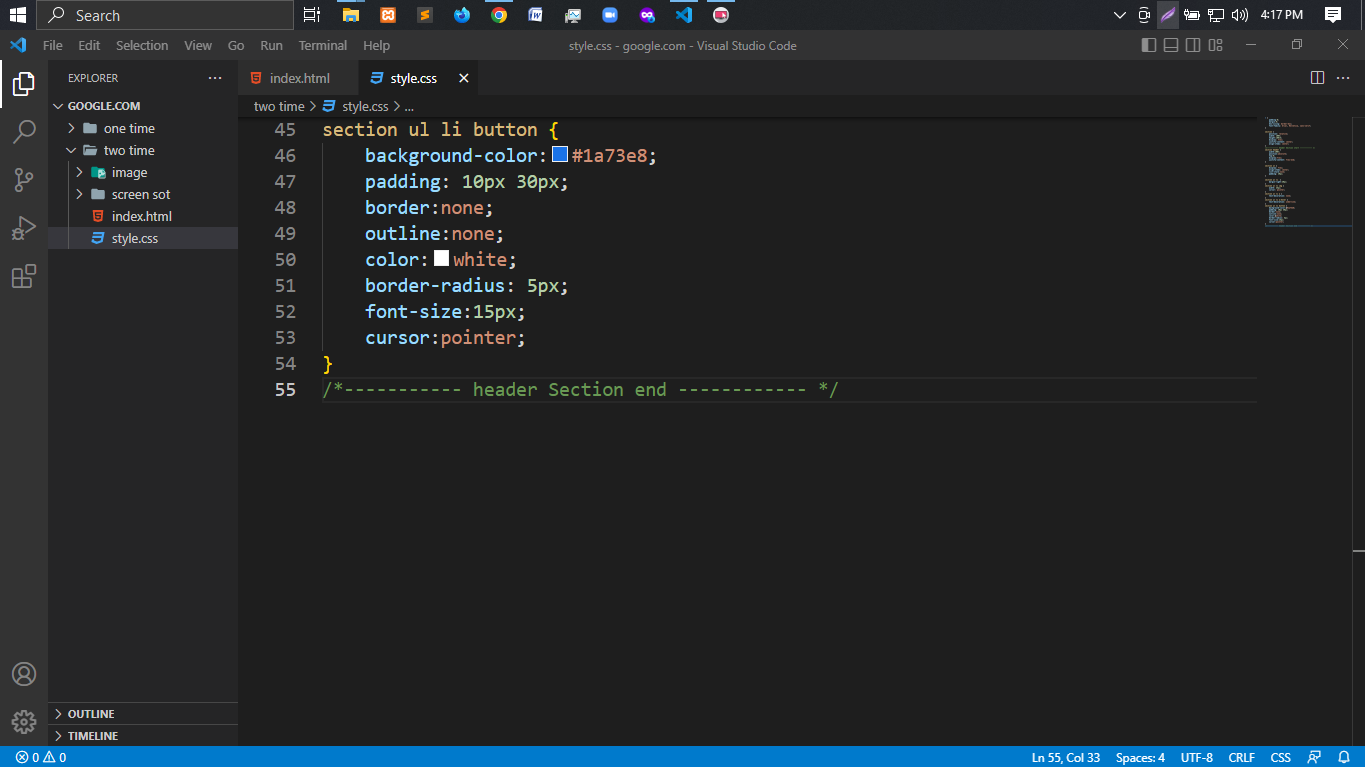 Search
4:17 PM
File Edit Selection View Go Run Terminal Help
style.css - google.com - Visual Studio Code
EXPLORER
index.html
style.css
GOOGLE.COM
one time
two time
image
screen sot
index.html
style.css
OUTLINE
TIMELINE
two time > style.css > ...
45 section ul li button {
46 background-color: #1a73e8;
47 padding: 10px 30px;
48 border:none;
49 outline:none;
50 color: white;
51 border-radius: 5px;
52 font-size:15px;
53 cursor:pointer;
54 }
55 /*----------- header Section end ------------ */
0 0
Ln 55, Col 33 Spaces: 4 UTF-8 CRLF CSS